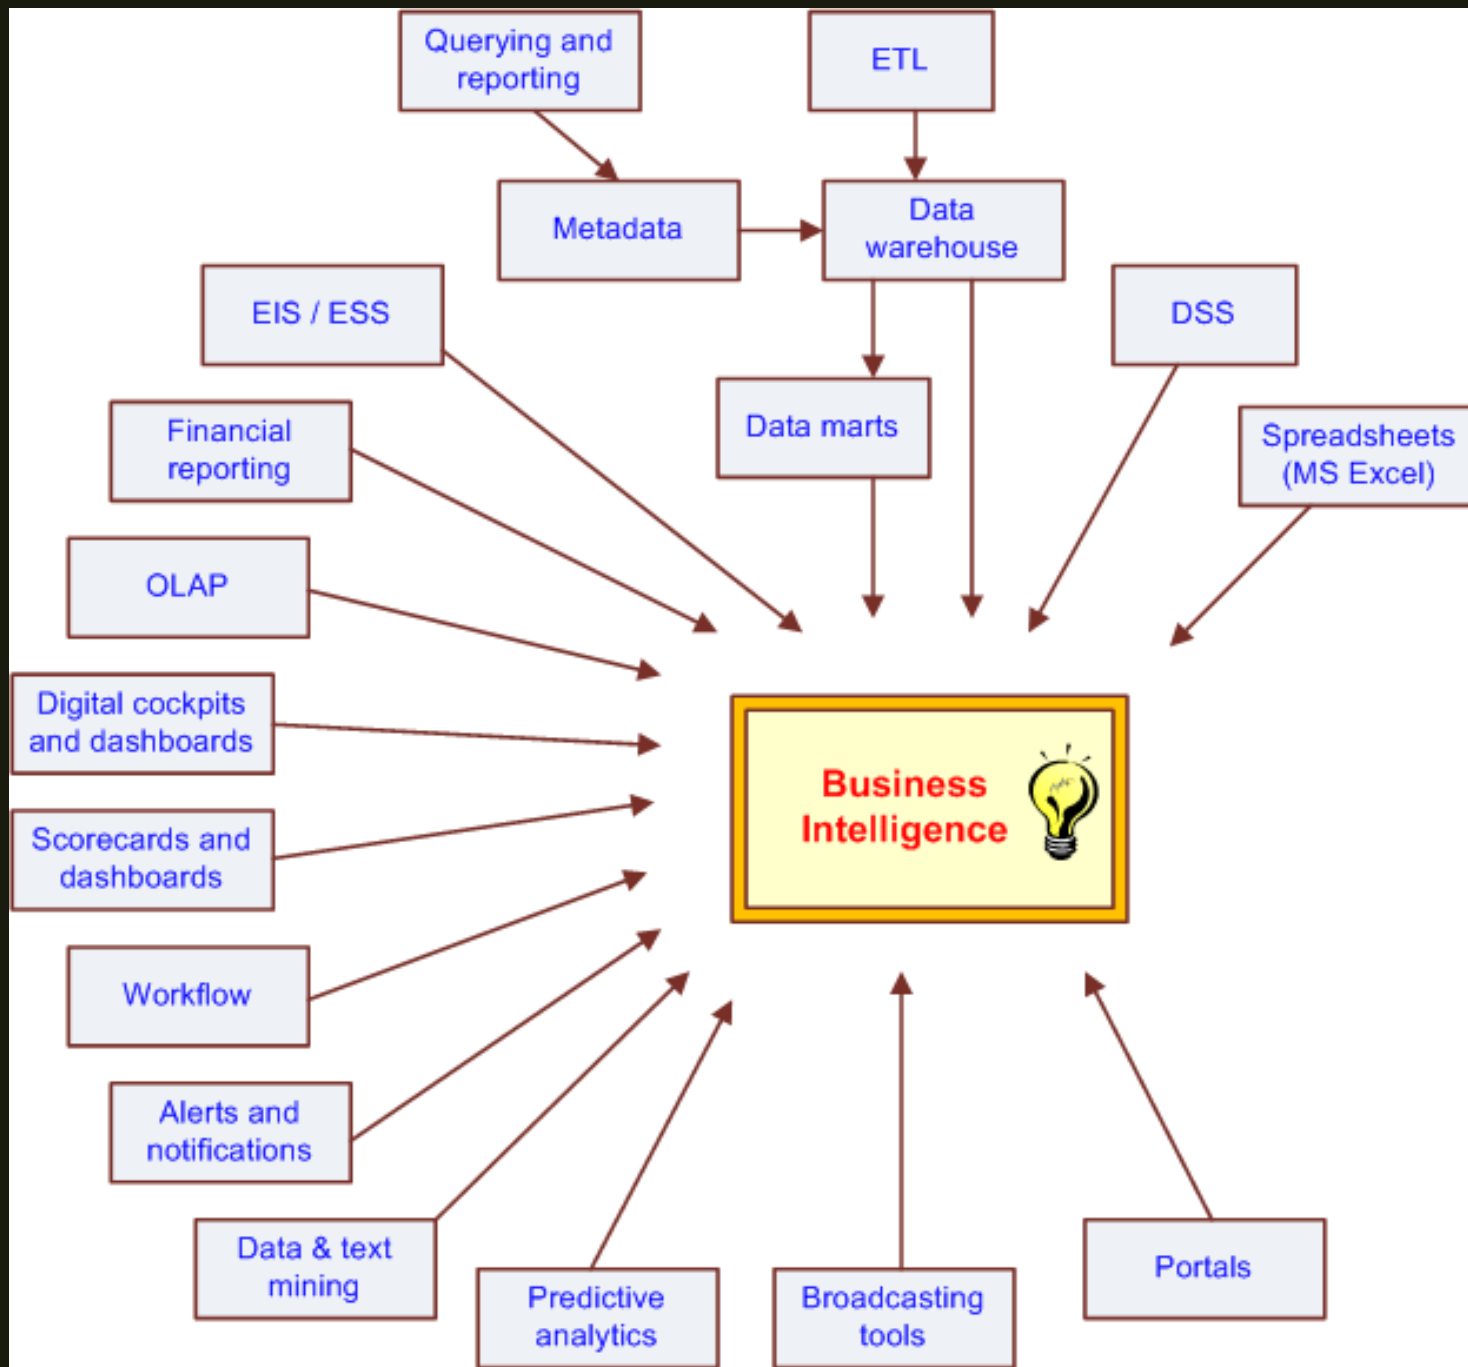 Querying and
reporting
ETL
Metadata
Data
warehouse
EIS / ESS
DSS
Financial
reporting
Data marts
Spreadsheets
(MS Excel)
OLAP
Digital cockpits
and dashboards
Business
Intelligence
Scorecards and
dashboards
Workflow
Alerts and
notifications
Data & text
mining
Predictive
analytics
Broadcasting
tools
Portals